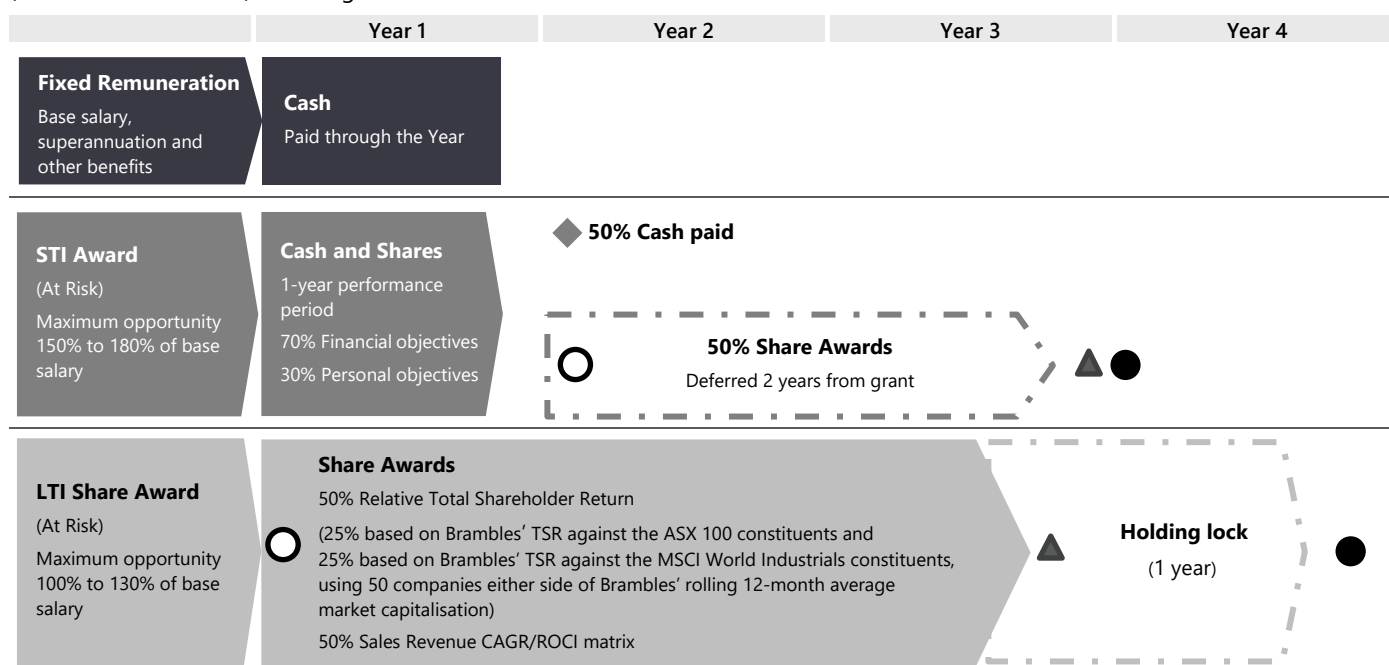 Year 1 Year 2 Year 3 Year 4
Fixed Remuneration
Base salary,
superannuation and
other benefits
Cash
Paid through the Year
STI Award
(At Risk)
Maximum opportunity
150% to 180% of base
salary
Cash and Shares
1-year performance
period
70% Financial objectives
30% Personal objectives
50% Cash paid
50% Share Awards
Deferred 2 years from grant
LTI Share Award
(At Risk)
Maximum opportunity
100% to 130% of base
salary
Share Awards
50% Relative Total Shareholder Return
(25% based on Brambles’ TSR against the ASX 100 constituents and
25% based on Brambles’ TSR against the MSCI World Industrials constituents,
using 50 companies either side of Brambles’ rolling 12-month average
market capitalisation)
50% Sales Revenue CAGR/ROCI matrix
Holding lock
(1 year)